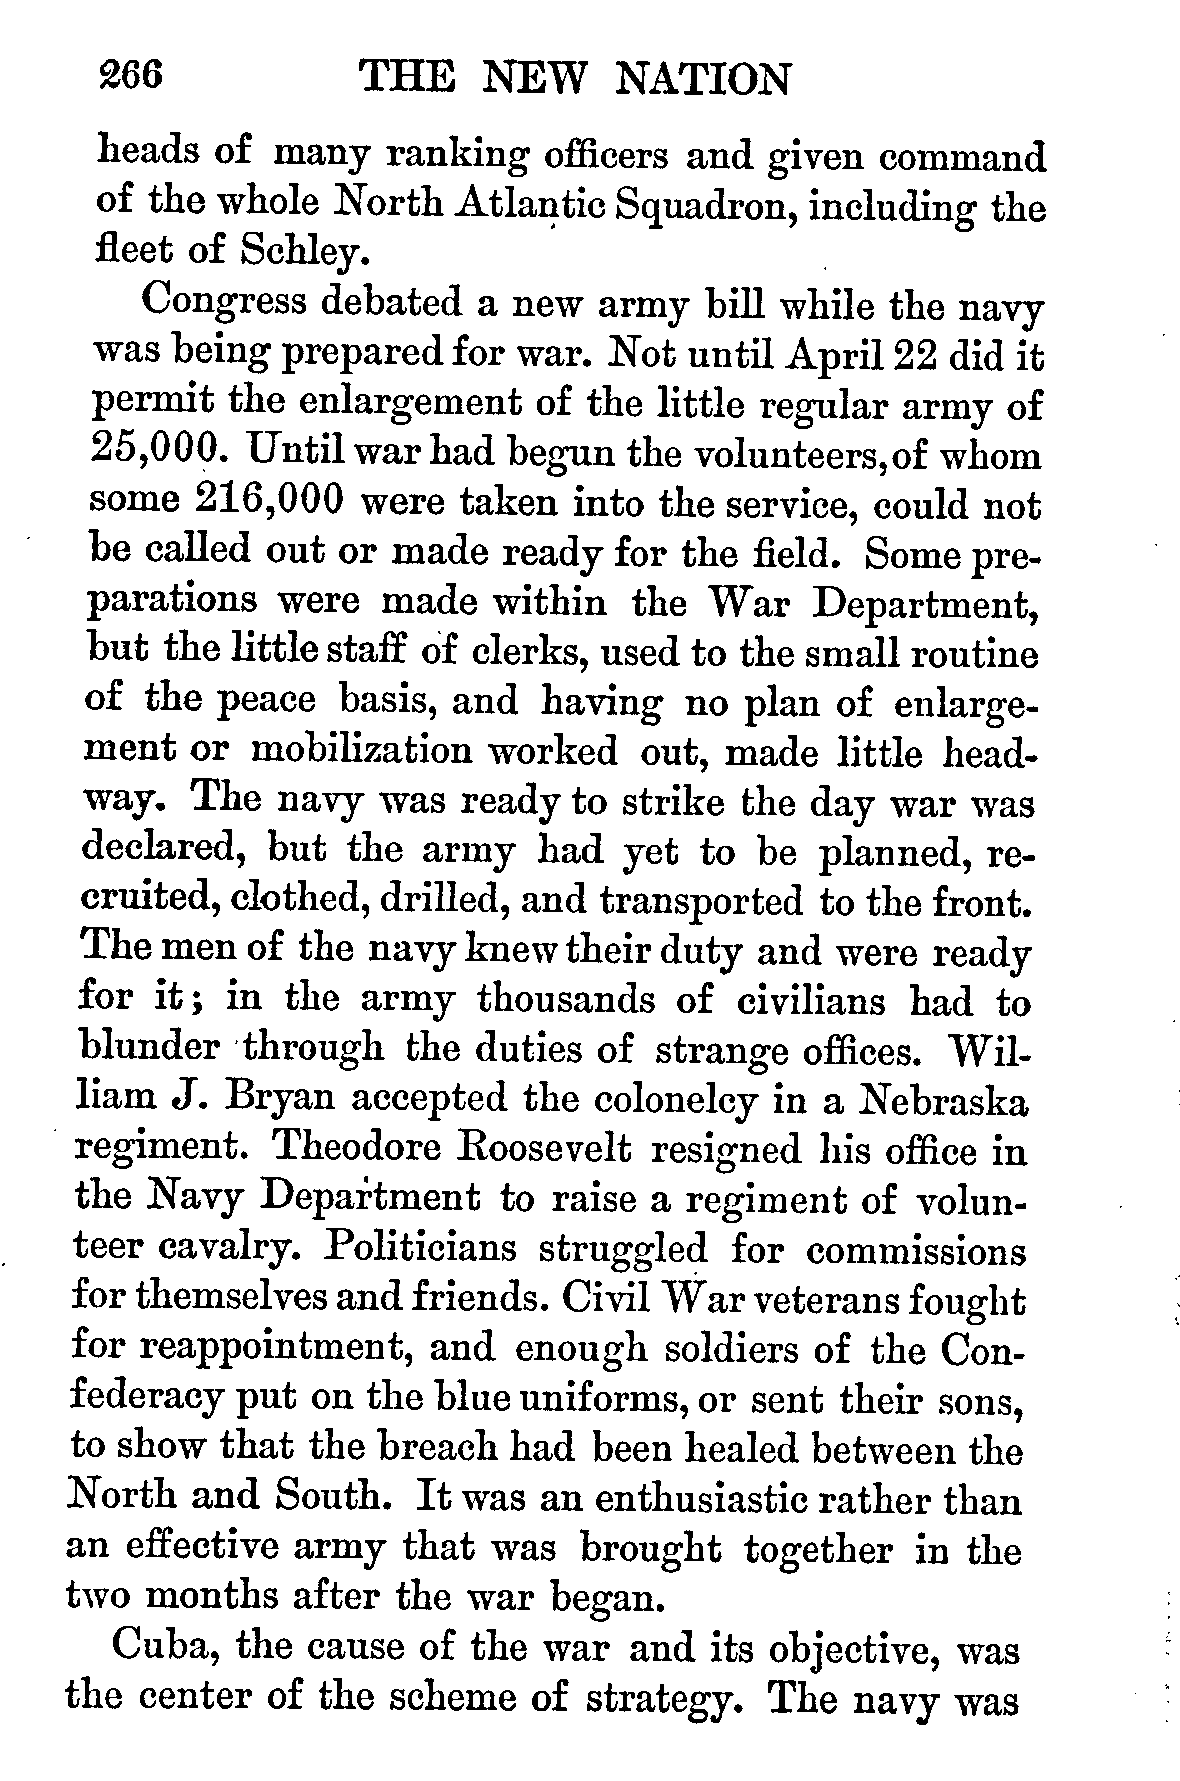 266 THE NEW NATION
heads of many ranking officers and given command
of the whole North Atlantic Squadron, including the
fleet of Schley.
Congress debated a new army bill while the navy
was being prepared for war. Not until April 22 did it
permit the enlargement of the little regular army of
25,000. Until war had begun the volunteers, of whom
some 216,000 were taken into the service, could not
be called out or made ready for the field. Some pre-
parations were made within the War Department,
but the little staff of clerks, used to the small routine
of the peace basis, and having no plan of enlarge-
ment or mobilization worked out, made little head-
way. The navy was ready to strike the day war was
declared, but the army had yet to be planned, re-
cruited, clothed, drilled, and transported to the front.
The men of the navy knew their duty and were ready
for it; in the army thousands of civilians had to
blunder through the duties of strange offices. Wil-
liam J. Bryan accepted the colonelcy in a Nebraska
regiment. Theodore Roosevelt resigned his office in
the Navy Department to raise a regiment of volun-
teer cavalry. Politicians struggled for commissions
for themselves and friends. Civil War veterans fought
for reappointment, and enough soldiers of the Con-
federacy put on the blue uniforms, or sent their sons,
to show that the breach had been healed between the
North and South. It was an enthusiastic rather than
an effective army that was brought together in the
two months after the war began.
Cuba, the cause of the war and its objective, was
the center of the scheme of strategy. The navy was